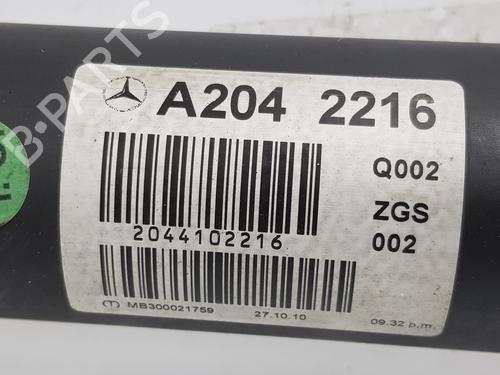 A204 2216
Q002
ZGS
002
2044102216
(T) MB300021759
27.10.10
09.32 p.m.
B-PARTS